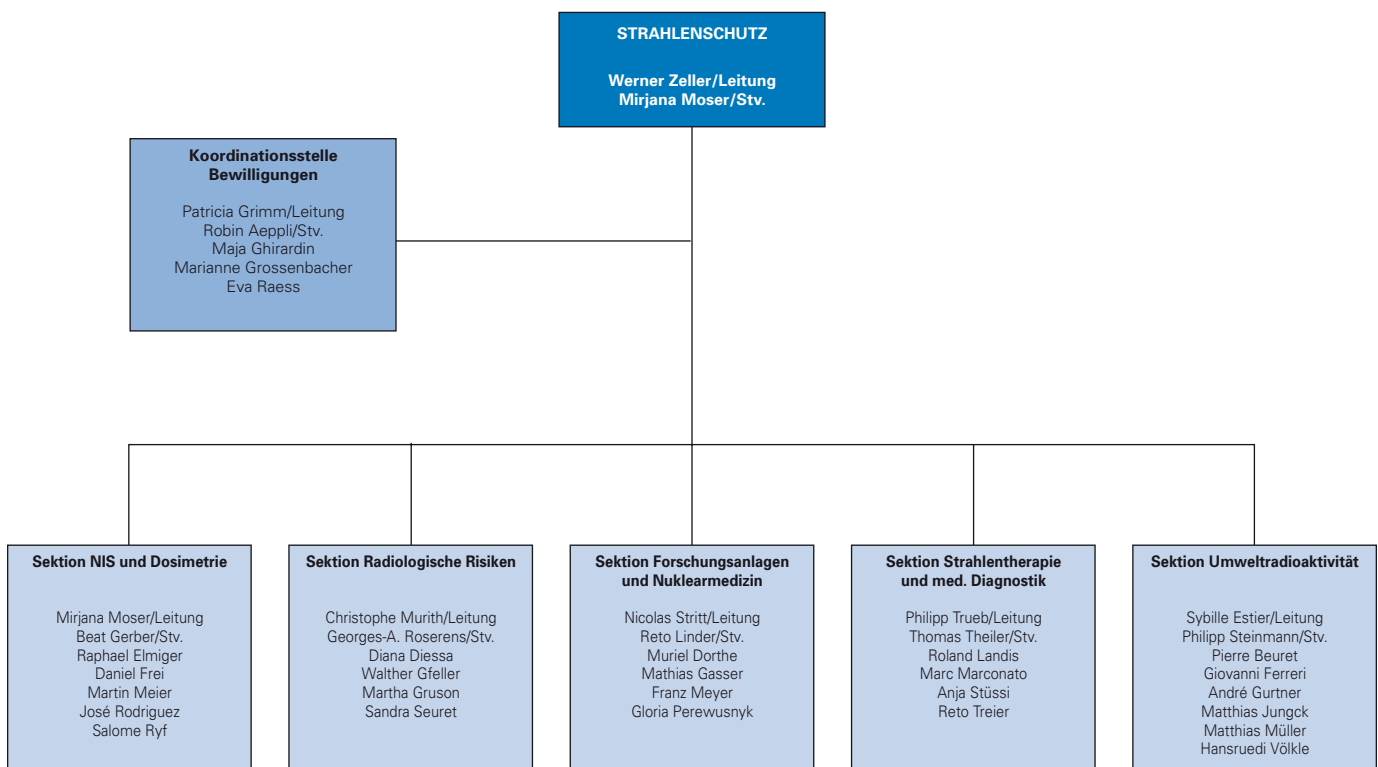 STRAHLENSCHUTZ
Werner Zeller/Leitung
Mirjana Moser/Stv.
Koordinationsstelle
Bewilligungen
Patricia Grimm/Leitung
Robin Aeppli/Stv.
Maja Ghirardin
Marianne Grossenbacher
Eva Raess
Sektion NIS und Dosimetrie
Mirjana Moser/Leitung
Beat Gerber/Stv.
Raphael Elmiger
Daniel Frei
Martin Meier
José Rodriguez
Salome Ryf
Sektion Radiologische Risiken
Christophe Murith/Leitung
Georges-A. Roserens/Stv.
Diana Diessa
Walther Gfeller
Martha Gruson
Sandra Seuret
Sektion Forschungsanlagen
und Nuklearmedizin
Nicolas Stritt/Leitung
Reto Linder/Stv.
Muriel Dorthe
Mathias Gasser
Franz Meyer
Gloria Perewusnyk
Sektion Strahlentherapie
und med. Diagnostik
Philipp Trueb/Leitung
Thomas Theiler/Stv.
Roland Landis
Marc Marconato
Anja Stüssi
Reto Treier
Sektion Umweltradioaktivität
Sybille Estier/Leitung
Philipp Steinmann/Stv.
Pierre Beuret
Giovanni Ferreri
André Gurtner
Matthias Jungck
Matthias Müller
Hansruedi Völkle